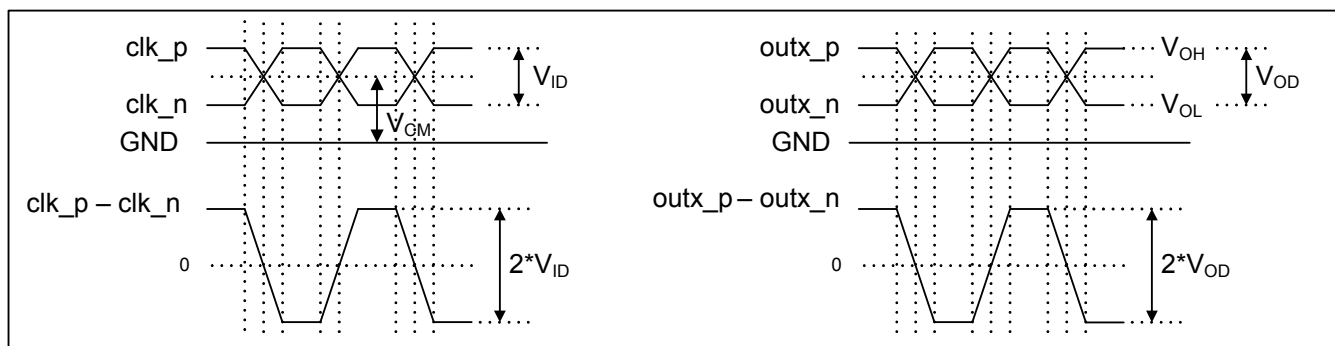 clk_p
clk_n
V_ID
V_CM
GND
clk_p – clk_n
0
2*V_ID
outx_p
outx_n
V_OH
V_OL
V_OD
GND
outx_p – outx_n
0
2*V_OD